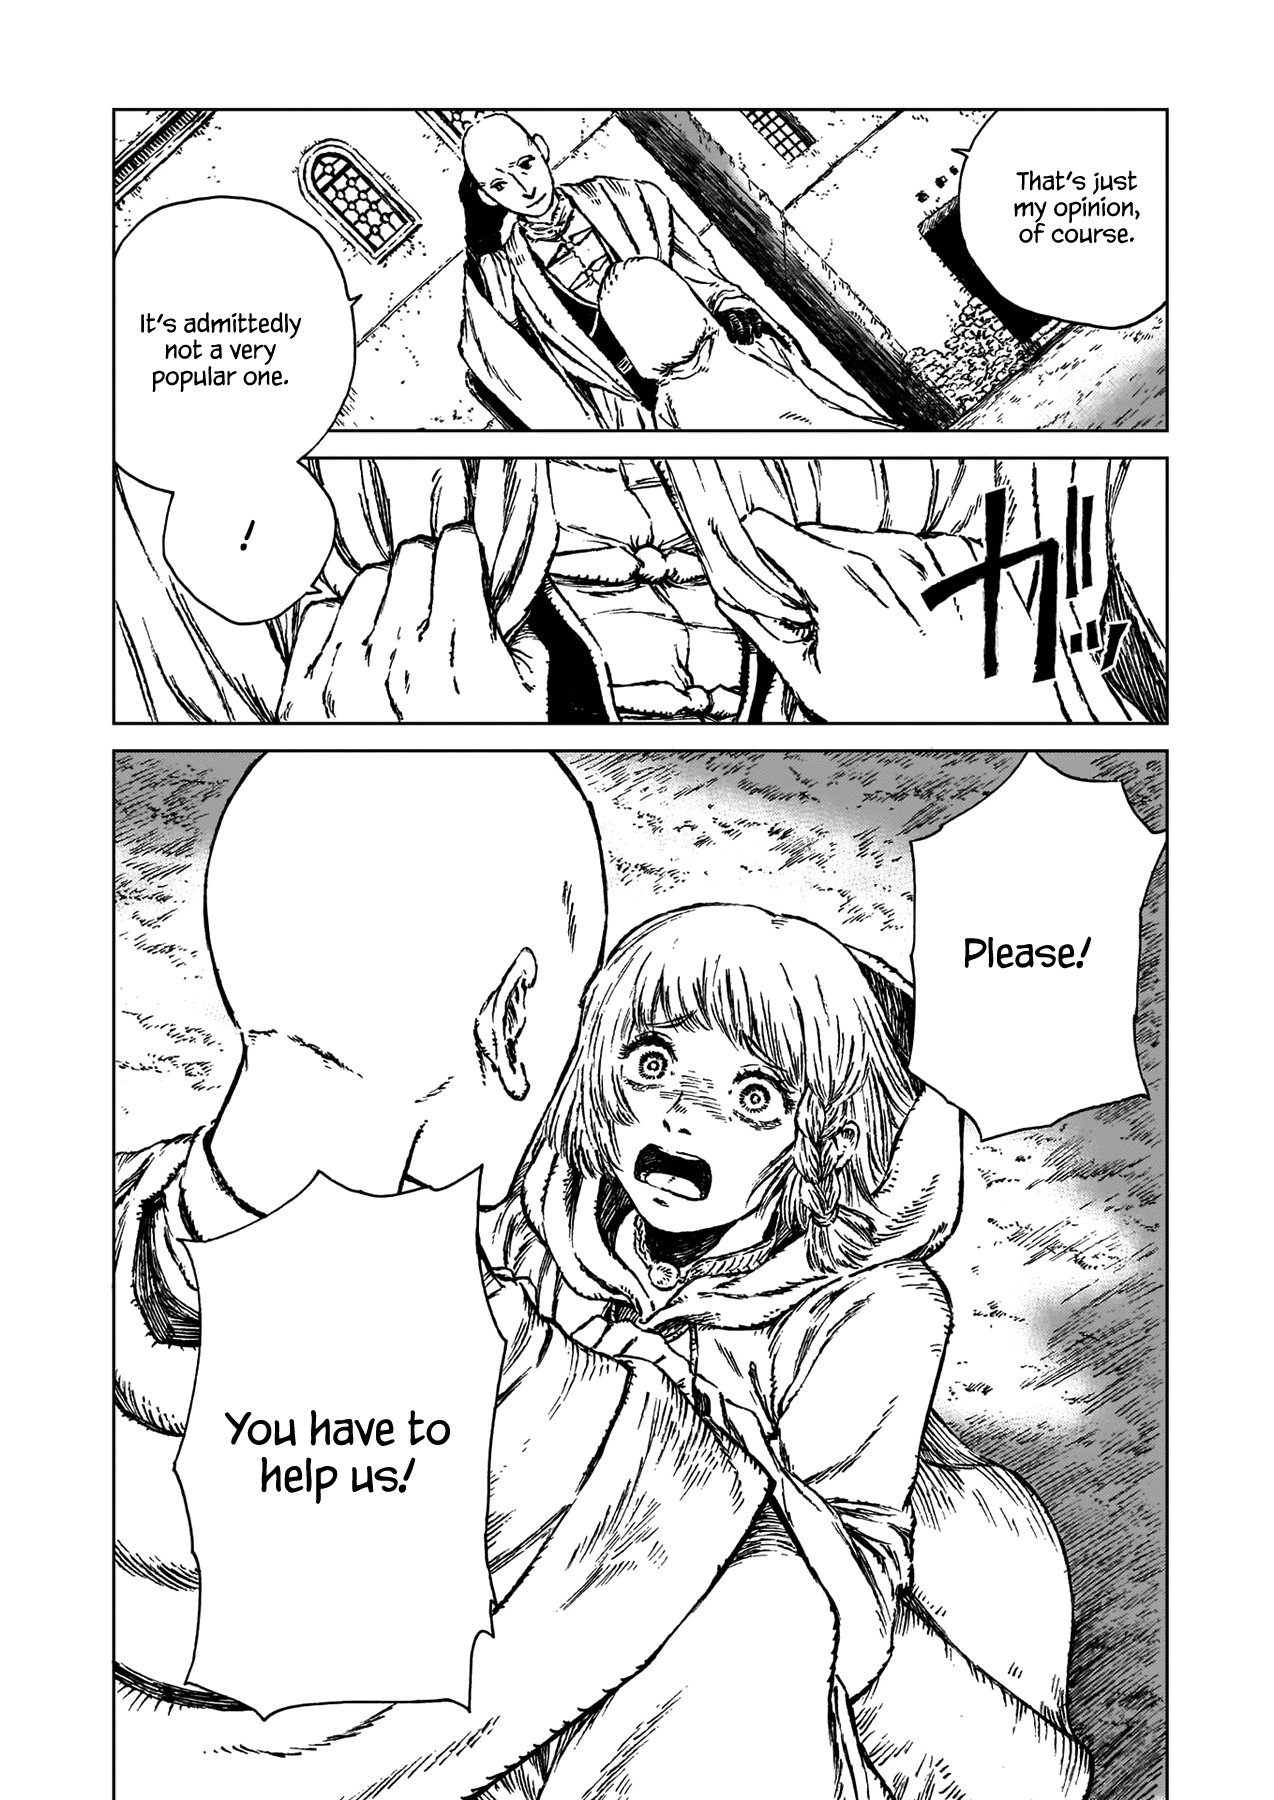 That's just
my opinion,
of course.
It's admittedly
not a very
popular one.
!
ガバッ
Please!
You have to
help us!